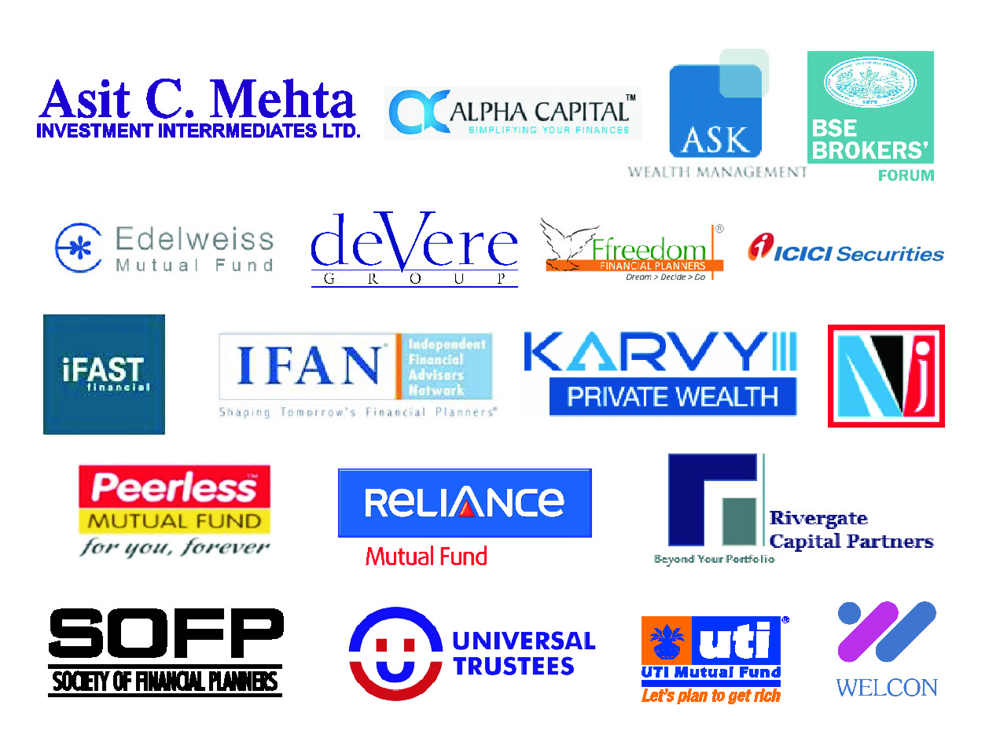 Asit C. Mehta
INVESTMENT INTERRMEDIATES LTD.
ALPHA CAPITAL™
SIMPLIFYING YOUR FINANCES
ASK
WEALTH MANAGEMENT
1875
BSE
BROKERS'
FORUM
Edelweiss
Mutual Fund
deVere
GROUP
Ffreedom ®
FINANCIAL PLANNERS
Dream > Decide > Do
ICICI Securities
iFAST
financial
IFAN®
Independent
Financial
Advisors
Network
Shaping Tomorrow's Financial Planners®
KARVY
PRIVATE WEALTH
Nj
Peerless™
MUTUAL FUND
for you, forever
RELIANCE
Mutual Fund
Rivergate
Capital Partners
Beyond Your Portfolio
SOFP
SOCIETY OF FINANCIAL PLANNERS
UNIVERSAL
TRUSTEES
uti®
UTI Mutual Fund
Let's plan to get rich
WELCON